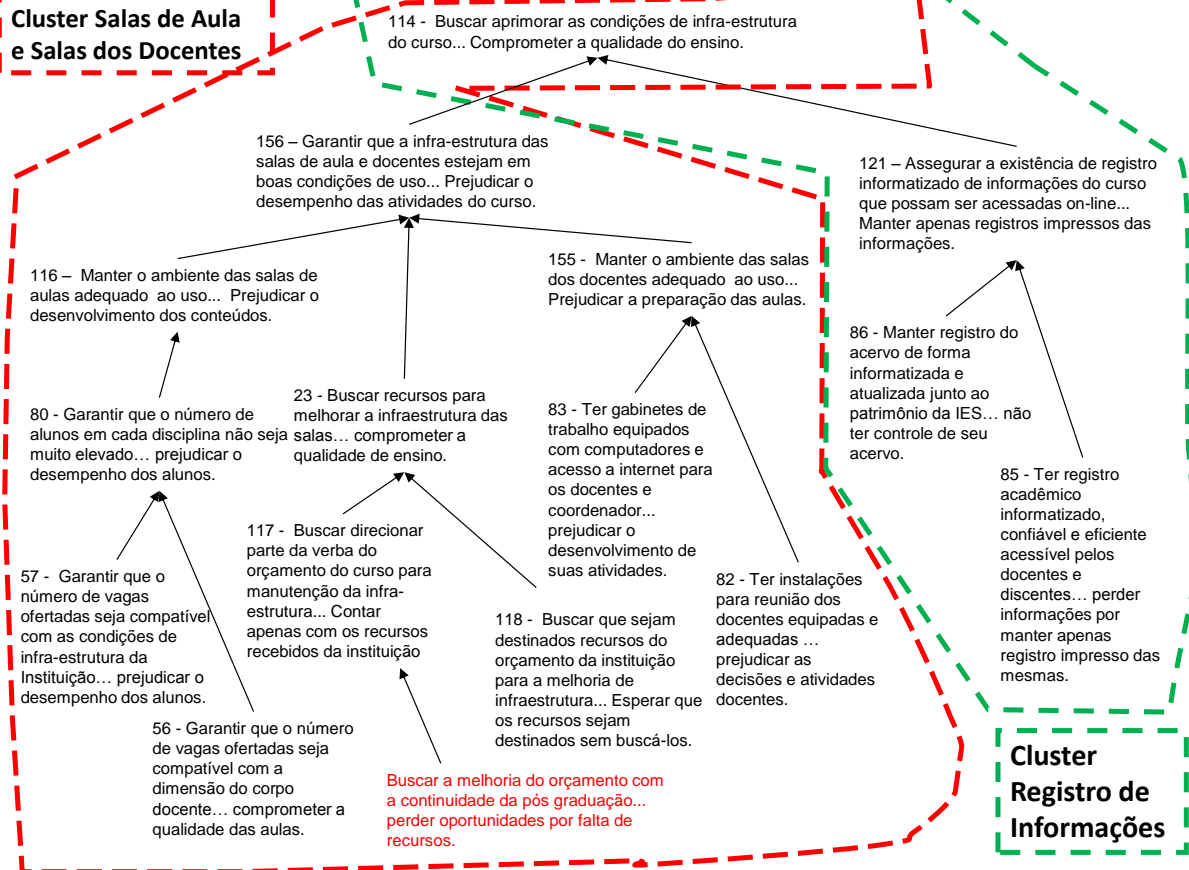 Cluster Salas de Aula
e Salas dos Docentes
114 - Buscar aprimorar as condições de infra-estrutura
do curso... Comprometer a qualidade do ensino.
156 – Garantir que a infra-estrutura das
salas de aula e docentes estejam em
boas condições de uso... Prejudicar o
desempenho das atividades do curso.
121 – Assegurar a existência de registro
informatizado de informações do curso
que possam ser acessadas on-line...
Manter apenas registros impressos das
informações.
116 – Manter o ambiente das salas de
aulas adequado ao uso... Prejudicar o
desenvolvimento dos conteúdos.
155 - Manter o ambiente das salas
dos docentes adequado ao uso...
Prejudicar a preparação das aulas.
86 - Manter registro do
acervo de forma
informatizada e
atualizada junto ao
patrimônio da IES… não
ter controle de seu
acervo.
80 - Garantir que o número de
alunos em cada disciplina não seja
muito elevado… prejudicar o
desempenho dos alunos.
23 - Buscar recursos para
melhorar a infraestrutura das
salas… comprometer a
qualidade de ensino.
83 - Ter gabinetes de
trabalho equipados
com computadores e
acesso a internet para
os docentes e
coordenador...
prejudicar o
desenvolvimento de
suas atividades.
85 - Ter registro
acadêmico
informatizado,
confiável e eficiente
acessível pelos
docentes e
discentes… perder
informações por
manter apenas
registro impresso das
mesmas.
57 - Garantir que o
número de vagas
ofertadas seja compatível
com as condições de
infra-estrutura da
Instituição… prejudicar o
desempenho dos alunos.
117 - Buscar direcionar
parte da verba do
orçamento do curso para
manutenção da infra-
estrutura... Contar
apenas com os recursos
recebidos da instituição
118 - Buscar que sejam
destinados recursos do
orçamento da instituição
para a melhoria de
infraestrutura... Esperar que
os recursos sejam
destinados sem buscá-los.
82 - Ter instalações
para reunião dos
docentes equipadas e
adequadas …
prejudicar as
decisões e atividades
docentes.
56 - Garantir que o número
de vagas ofertadas seja
compatível com a
dimensão do corpo
docente… comprometer a
qualidade das aulas.
Buscar a melhoria do orçamento com
a continuidade da pós graduação...
perder oportunidades por falta de
recursos.
Cluster
Registro de
Informações